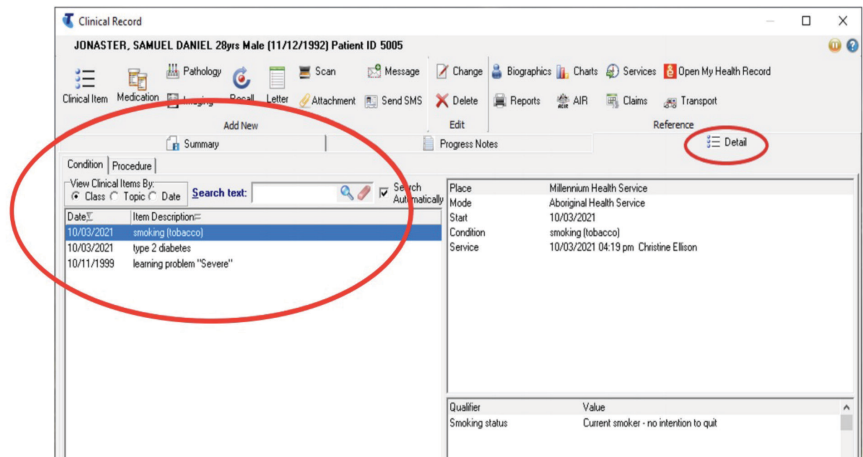 Clinical Record
JONASTER, SAMUEL DANIEL 28yrs Male (11/12/1992) Patient ID 5005
Pathology Scan Message Change Biographics Charts Services Open My Health Record
Clinical Item Medication Imaging Recall Letter Attachment Send SMS Delete Reports AIR Claims Transport
Add New Edit Reference
Summary Progress Notes Detail
Condition Procedure
View Clinical Items By:
Class Topic Date Search text: Search Automatically
Date Item Description
10/03/2021 smoking (tobacco)
10/03/2021 type 2 diabetes
10/11/1999 learning problem "Severe"
Place Millennium Health Service
Mode Aboriginal Health Service
Start 10/03/2021
Condition smoking (tobacco)
Service 10/03/2021 04:19 pm Christine Ellison
Qualifier Value
Smoking status Current smoker - no intention to quit